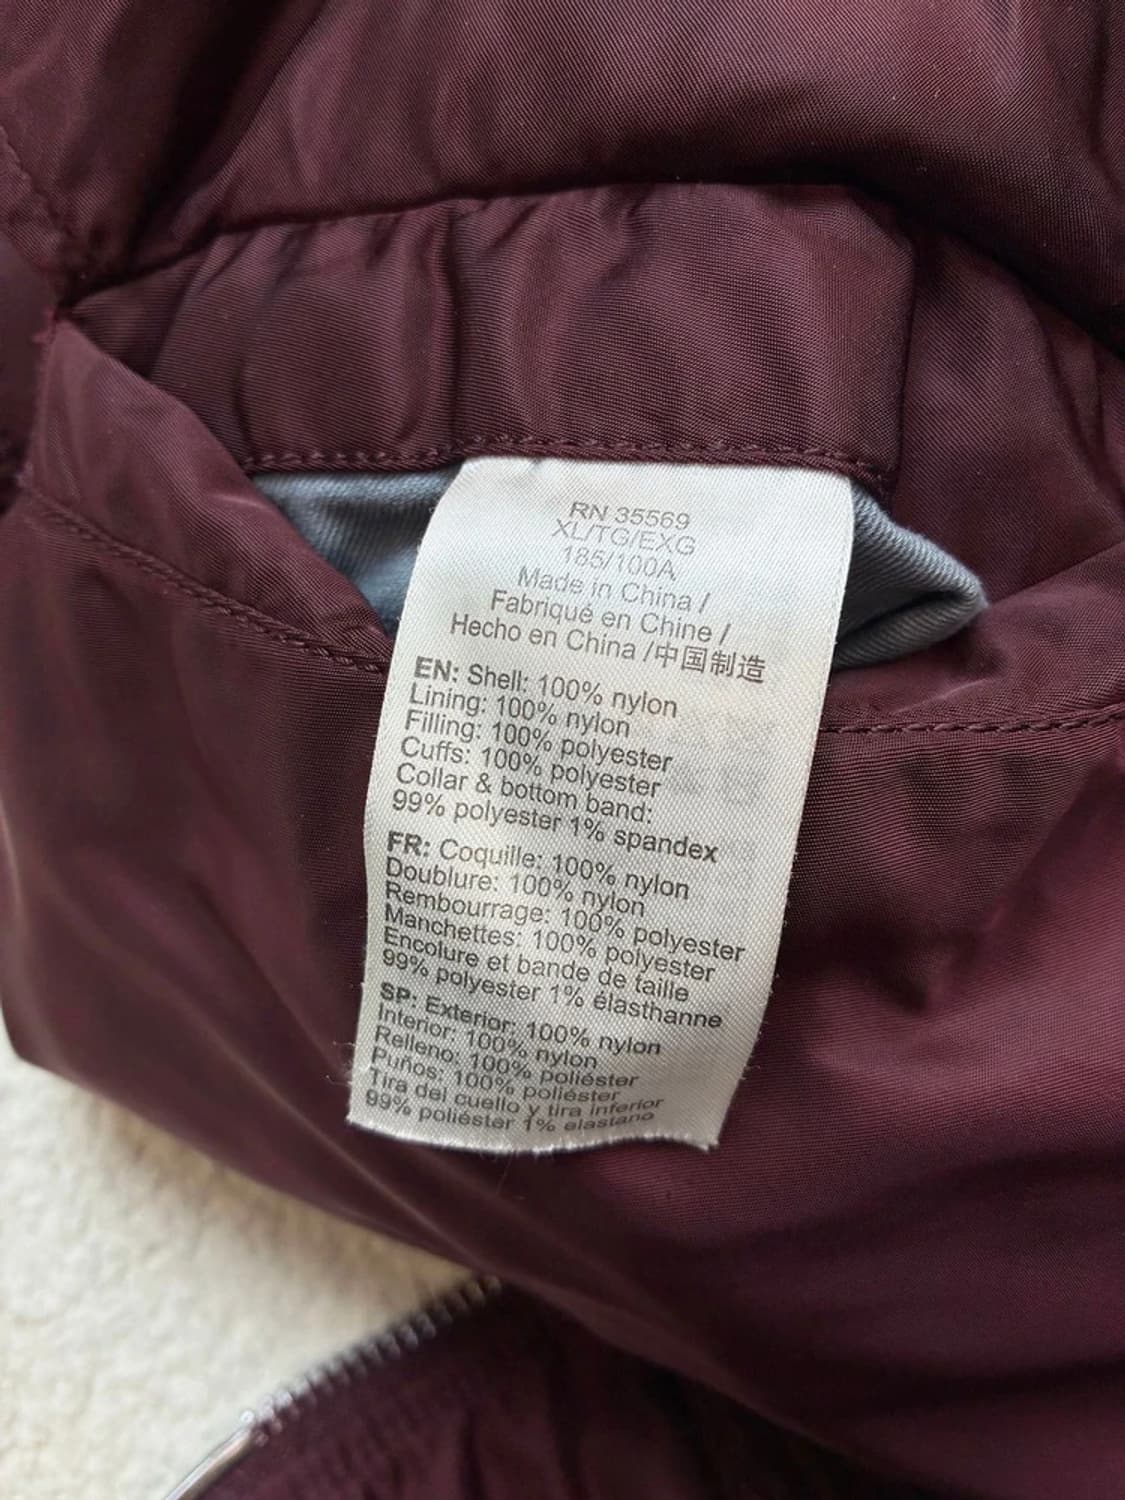 RN 35569
XL/TG/EXG
185/100A
Made in China /
Fabriqué en Chine /
Hecho en China /中国制造
EN: Shell: 100% nylon
Lining: 100% nylon
Filling: 100% polyester
Cuffs: 100% polyester
Collar & bottom band:
99% polyester 1% spandex
FR: Coquille: 100% nylon
Doublure: 100% nylon
Rembourrage: 100% polyester
Manchettes: 100% polyester
Encolure et bande de taille
99% polyester 1% élasthanne
SP: Exterior: 100% nylon
Interior: 100% nylon
Relleno: 100% poliéster
Puños: 100% poliéster
Tira del cuello y tira inferior
99% poliéster 1% elastano